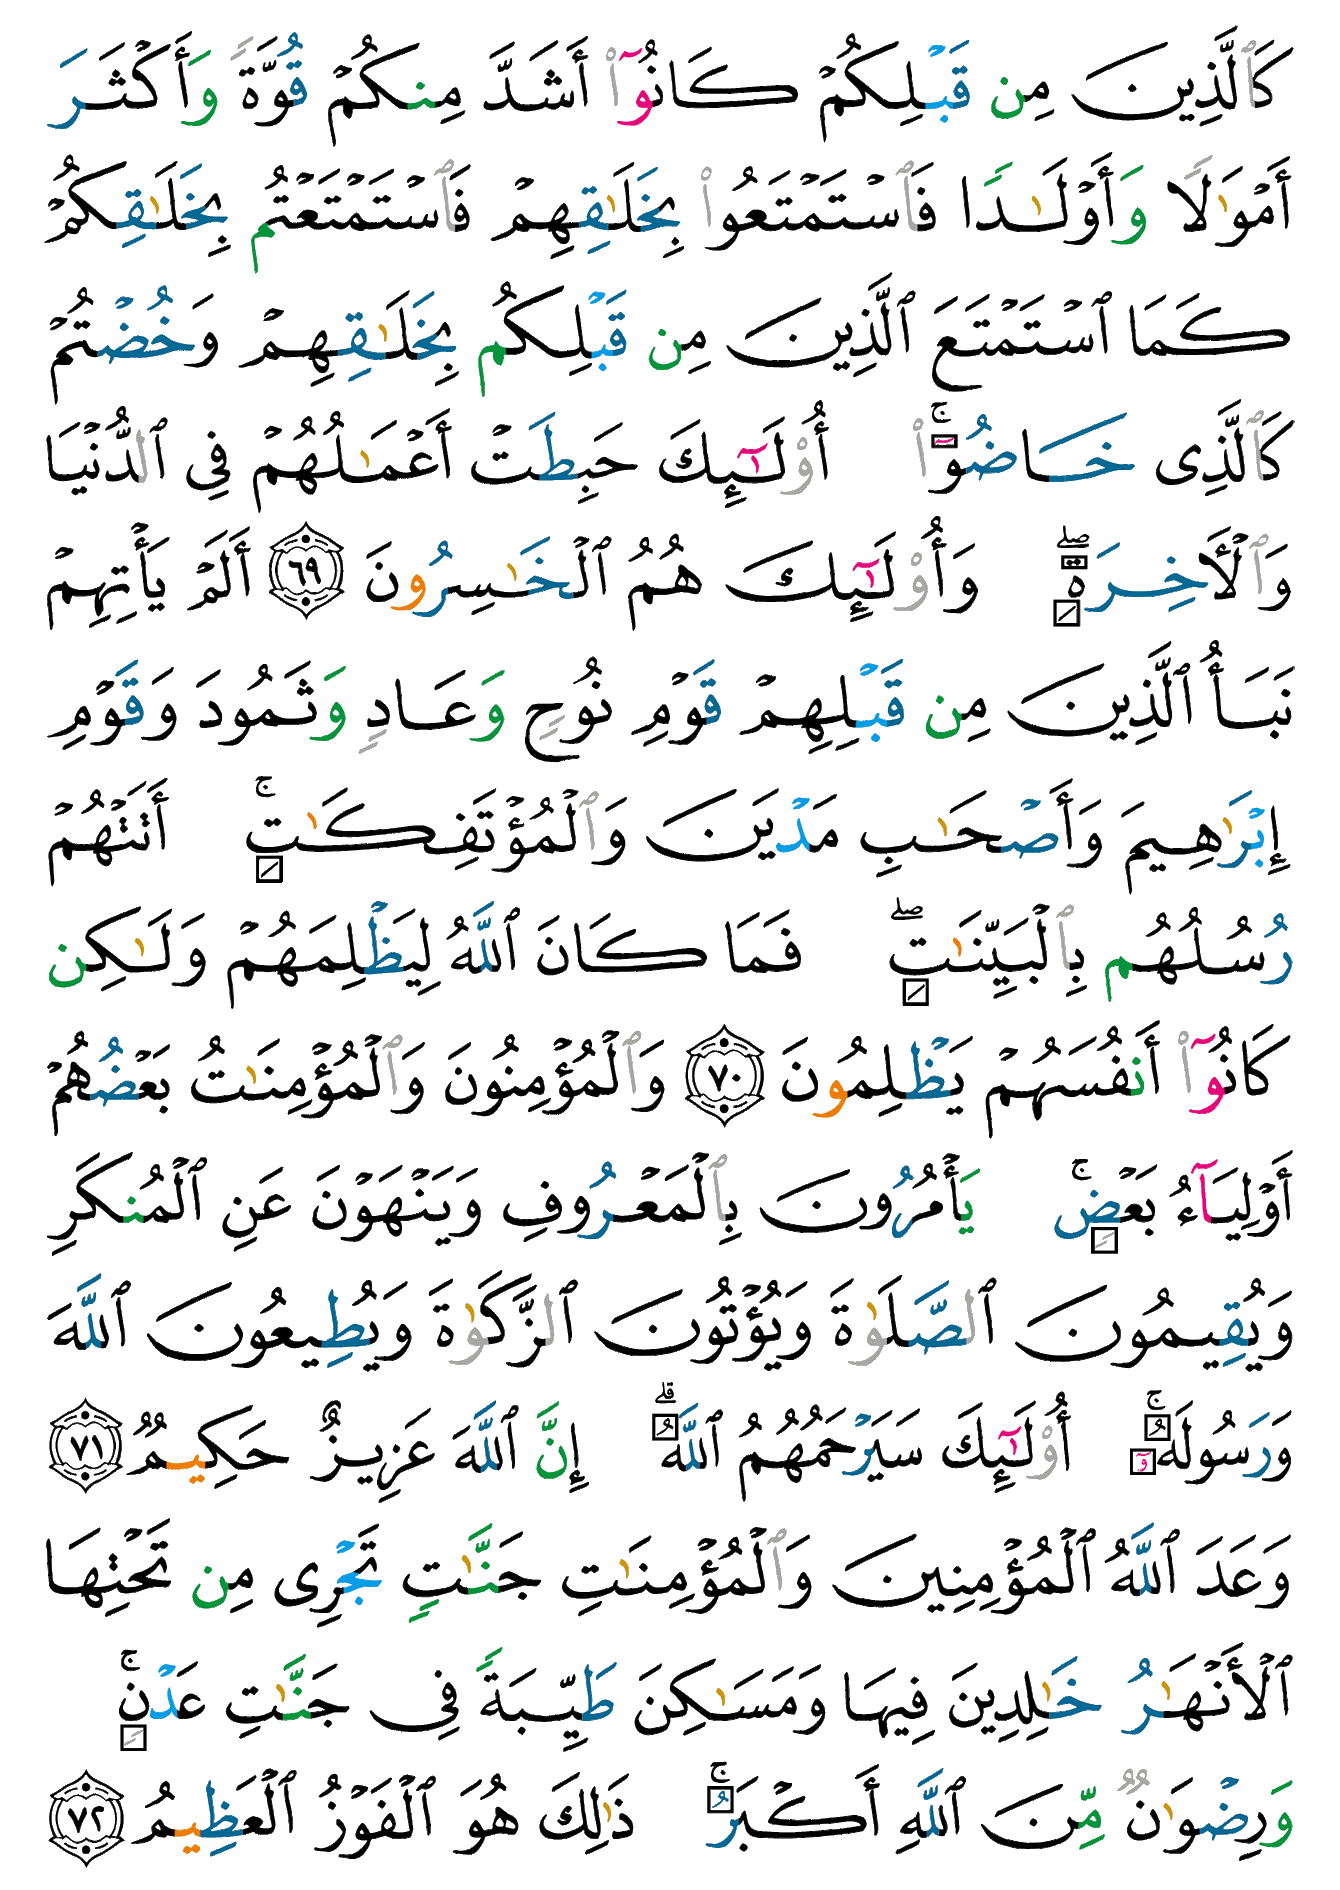 كَٱلَّذِينَ مِن قَبْلِكُمْ كَانُوٓا۟ أَشَدَّ مِنكُمْ قُوَّةً وَأَكْثَرَ
أَمْوَٰلًا وَأَوْلَـٰدًا فَٱسْتَمْتَعُوا۟ بِخَلَـٰقِهِمْ فَٱسْتَمْتَعْتُم بِخَلَـٰقِكُمْ
كَمَا ٱسْتَمْتَعَ ٱلَّذِينَ مِن قَبْلِكُم بِخَلَـٰقِهِمْ وَخُضْتُمْ
كَٱلَّذِى خَاضُوٓا۟ ۚ أُو۟لَـٰٓئِكَ حَبِطَتْ أَعْمَـٰلُهُمْ فِى ٱلدُّنْيَا
وَٱلْـَٔاخِرَةِ ۖ وَأُو۟لَـٰٓئِكَ هُمُ ٱلْخَـٰسِرُونَ ٦٩ أَلَمْ يَأْتِهِمْ
نَبَأُ ٱلَّذِينَ مِن قَبْلِهِمْ قَوْمِ نُوحٍ وَعَادٍ وَثَمُودَ وَقَوْمِ
إِبْرَٰهِيمَ وَأَصْحَـٰبِ مَدْيَنَ وَٱلْمُؤْتَفِكَـٰتِ ۚ أَتَتْهُمْ
رُسُلُهُم بِٱلْبَيِّنَـٰتِ ۖ فَمَا كَانَ ٱللَّهُ لِيَظْلِمَهُمْ وَلَـٰكِن
كَانُوٓا۟ أَنفُسَهُمْ يَظْلِمُونَ ٧٠ وَٱلْمُؤْمِنُونَ وَٱلْمُؤْمِنَـٰتُ بَعْضُهُمْ
أَوْلِيَآءُ بَعْضٍ ۚ يَأْمُرُونَ بِٱلْمَعْرُوفِ وَيَنْهَوْنَ عَنِ ٱلْمُنكَرِ
وَيُقِيمُونَ ٱلصَّلَوٰةَ وَيُؤْتُونَ ٱلزَّكَوٰةَ وَيُطِيعُونَ ٱللَّهَ
وَرَسُولَهُۥٓ ۚ أُو۟لَـٰٓئِكَ سَيَرْحَمُهُمُ ٱللَّهُ ۗ إِنَّ ٱللَّهَ عَزِيزٌ حَكِيمٌ ٧١
وَعَدَ ٱللَّهُ ٱلْمُؤْمِنِينَ وَٱلْمُؤْمِنَـٰتِ جَنَّـٰتٍ تَجْرِى مِن تَحْتِهَا
ٱلْأَنْهَـٰرُ خَـٰلِدِينَ فِيهَا وَمَسَـٰكِنَ طَيِّبَةً فِى جَنَّـٰتِ عَدْنٍ ۚ
وَرِضْوَٰنٌ مِّنَ ٱللَّهِ أَكْبَرُ ۚ ذَٰلِكَ هُوَ ٱلْفَوْزُ ٱلْعَظِيمُ ٧٢